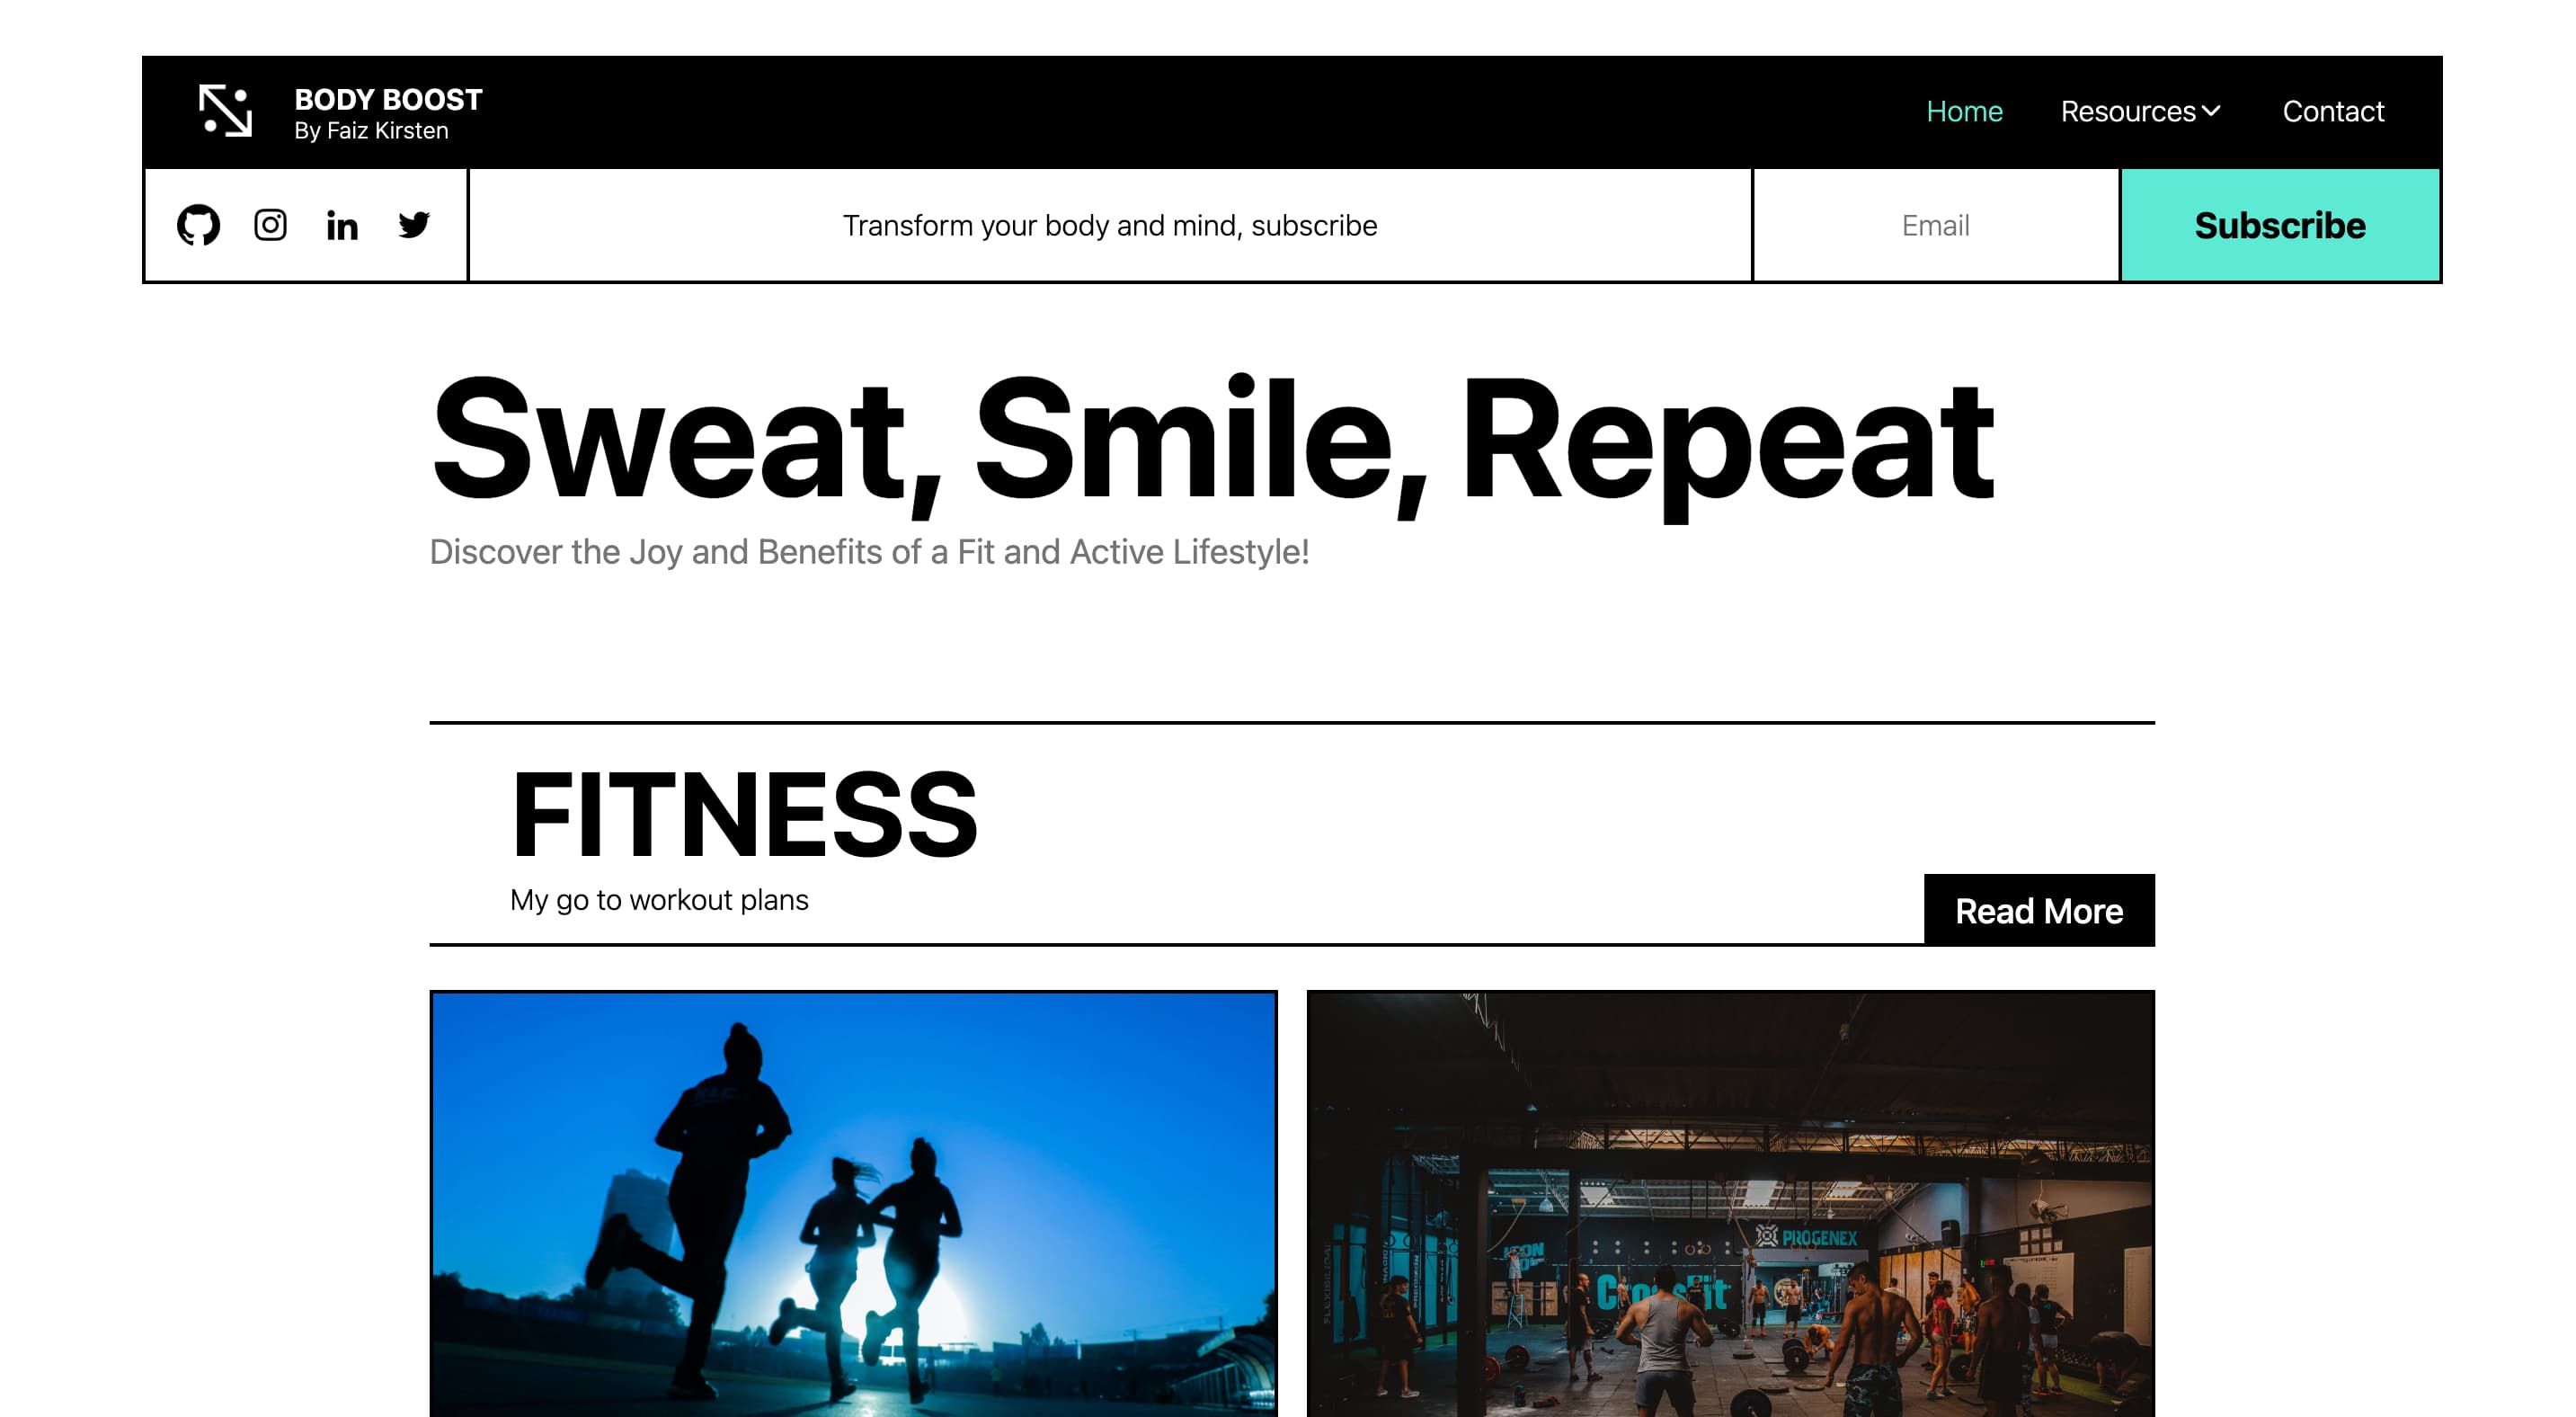 BODY BOOST
By Faiz Kirsten
Home Resources Contact
Transform your body and mind, subscribe
Email
Subscribe
Sweat, Smile, Repeat
Discover the Joy and Benefits of a Fit and Active Lifestyle!
FITNESS
My go to workout plans
Read More
PROGENEX
CrossFit